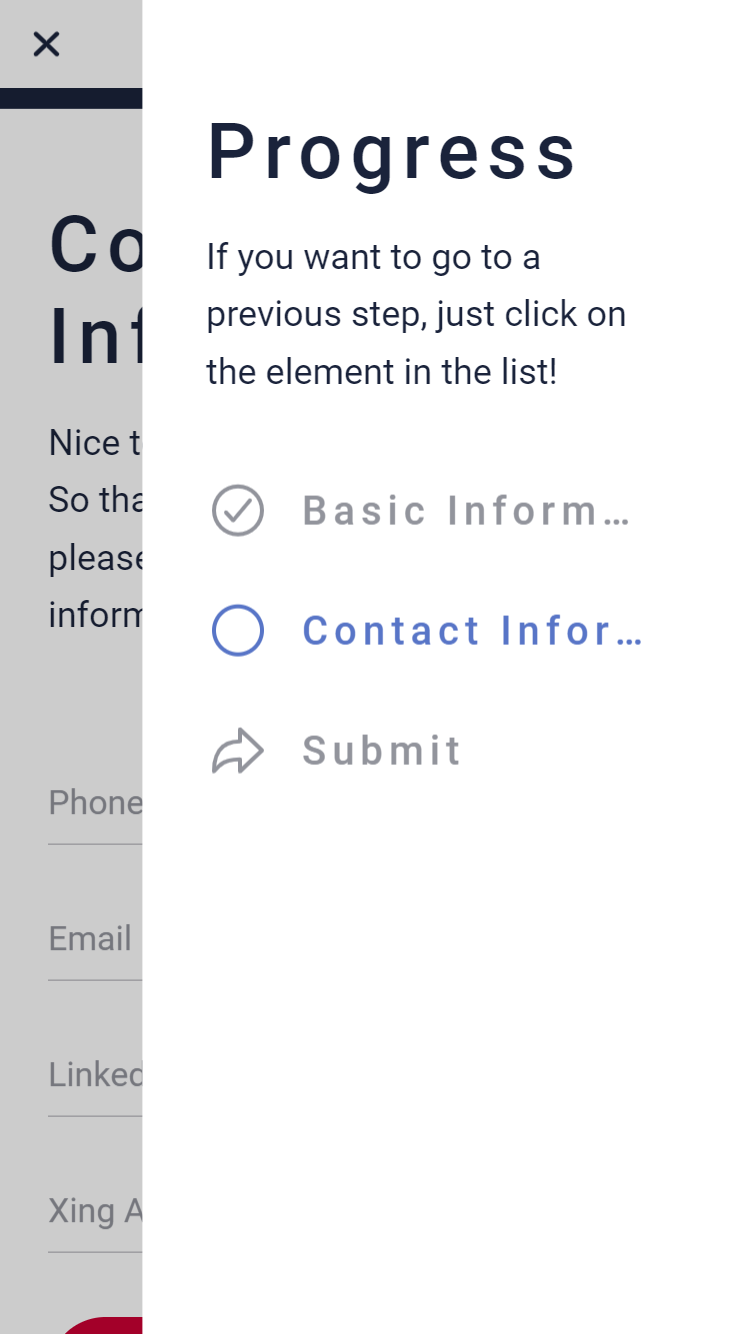 Progress
If you want to go to a
previous step, just click on
the element in the list!
Basic Inform…
Contact Infor…
Submit
Co
Inf
Nice t
So tha
please
inform
Phone
Email
Linked
Xing A